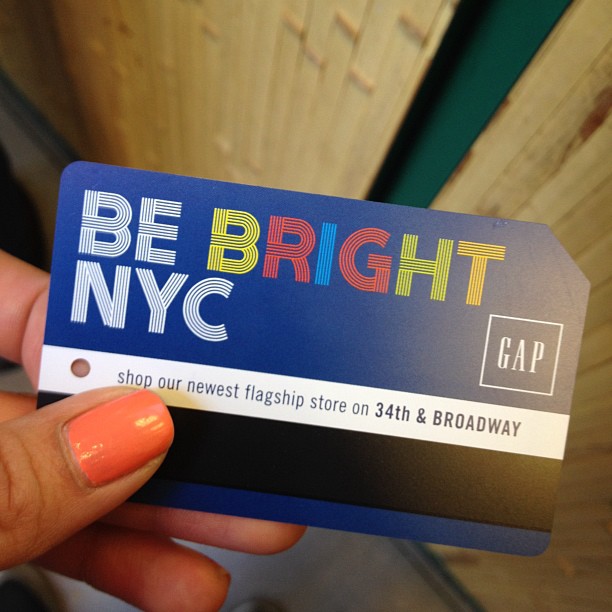 BE BRIGHT
NYC
GAP
shop our newest flagship store on 34th & BROADWAY